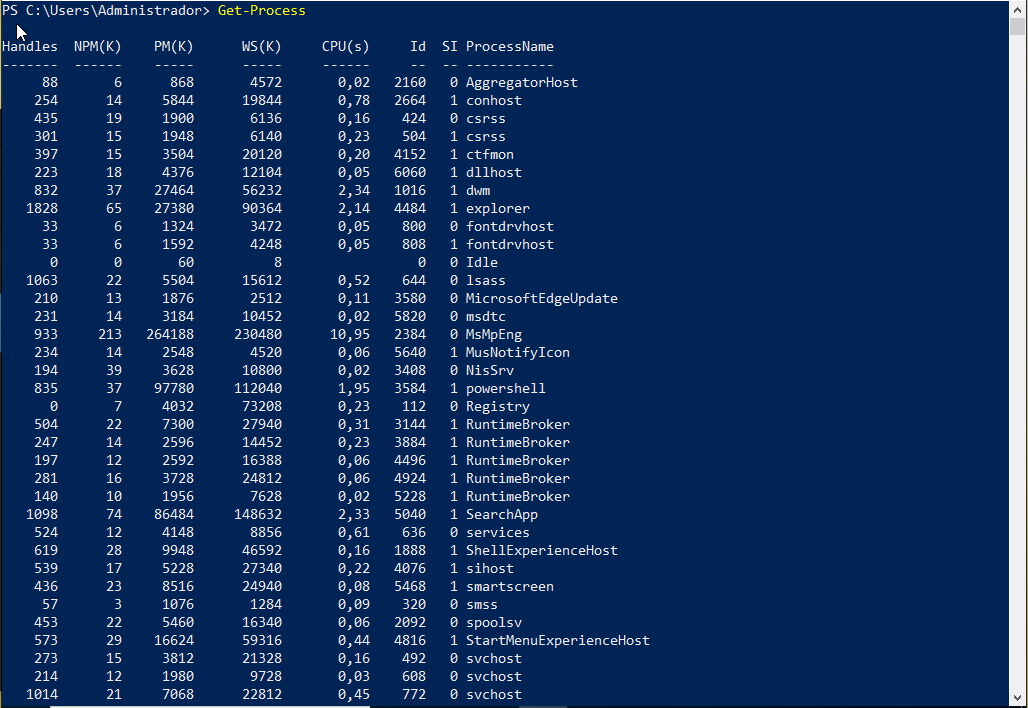 PS C:\Users\Administrador> Get-Process
Handles NPM(K) PM(K) WS(K) CPU(s) Id SI ProcessName
------- ------ ----- ----- ------ -- -- -----------
88 6 868 4572 0,02 2160 0 AggregatorHost
254 14 5844 19844 0,78 2664 1 conhost
435 19 1900 6136 0,16 424 0 csrss
301 15 1948 6140 0,23 504 1 csrss
397 15 3504 20120 0,20 4152 1 ctfmon
223 18 4376 12104 0,05 6060 1 dllhost
832 37 27464 56232 2,34 1016 1 dwm
1828 65 27380 90364 2,14 4484 1 explorer
33 6 1324 3472 0,05 800 0 fontdrvhost
33 6 1592 4248 0,05 808 1 fontdrvhost
0 0 60 8 0 0 Idle
1063 22 5504 15612 0,52 644 0 lsass
210 13 1876 2512 0,11 3580 0 MicrosoftEdgeUpdate
231 14 3184 10452 0,02 5820 0 msdtc
933 213 264188 230480 10,95 2384 0 MsMpEng
234 14 2548 4520 0,06 5640 1 MusNotifyIcon
194 39 3628 10800 0,02 3408 0 NisSrv
835 37 97780 112040 1,95 3584 1 powershell
0 7 4032 73208 0,23 112 0 Registry
504 22 7300 27940 0,31 3144 1 RuntimeBroker
247 14 2596 14452 0,23 3884 1 RuntimeBroker
197 12 2592 16388 0,06 4496 1 RuntimeBroker
281 16 3728 24812 0,06 4924 1 RuntimeBroker
140 10 1956 7628 0,02 5228 1 RuntimeBroker
1098 74 86484 148632 2,33 5040 1 SearchApp
524 12 4148 8856 0,61 636 0 services
619 28 9948 46592 0,16 1888 1 ShellExperienceHost
539 17 5228 27340 0,22 4076 1 sihost
436 23 8516 24940 0,08 5468 1 smartscreen
57 3 1076 1284 0,09 320 0 smss
453 22 5460 16340 0,06 2092 0 spoolsv
573 29 16624 59316 0,44 4816 1 StartMenuExperienceHost
273 15 3812 21328 0,16 492 0 svchost
214 12 1980 9728 0,03 608 0 svchost
1014 21 7068 22812 0,45 772 0 svchost